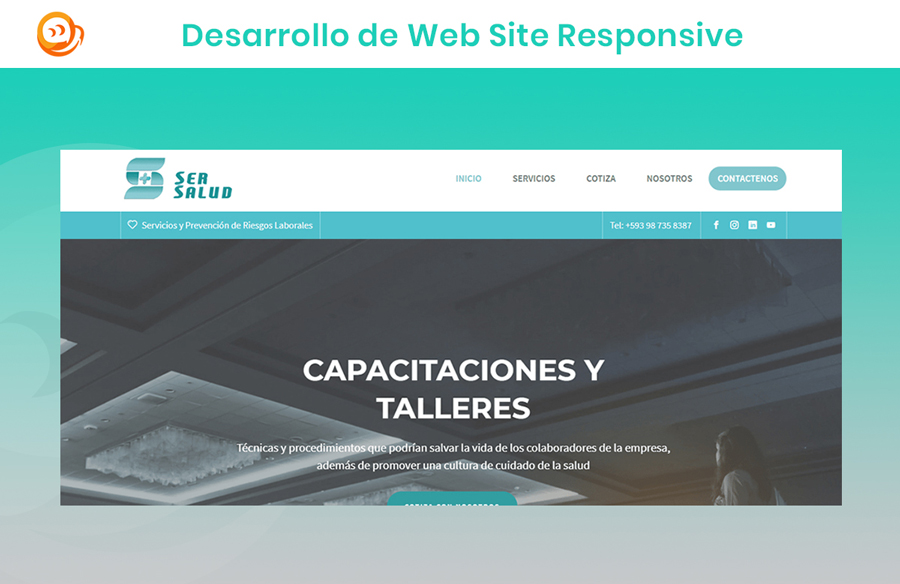 Desarrollo de Web Site Responsive
SER
SALUD
INICIO SERVICIOS COTIZA NOSOTROS CONTACTENOS
Servicios y Prevención de Riesgos Laborales Tel: +593 98 735 8387
CAPACITACIONES Y
TALLERES
Técnicas y procedimientos que podrían salvar la vida de los colaboradores de la empresa,
además de promover una cultura de cuidado de la salud